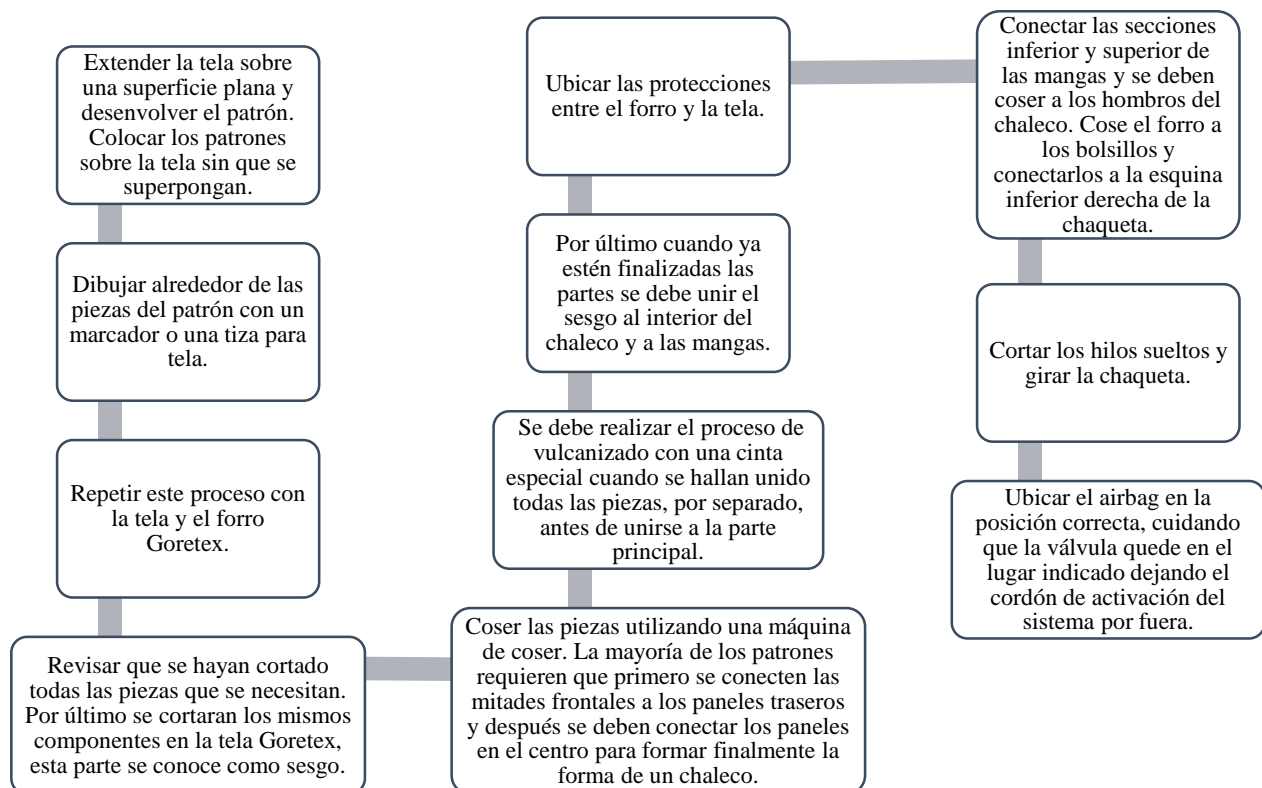 Extender la tela sobre
una superficie plana y
desenvolver el patrón.
Colocar los patrones
sobre la tela sin que se
superpongan.
Dibujar alrededor de las
piezas del patrón con un
marcador o una tiza para
tela.
Repetir este proceso con
la tela y el forro
Goretex.
Revisar que se hayan cortado
todas las piezas que se necesitan.
Por último se cortaran los mismos
componentes en la tela Goretex,
esta parte se conoce como sesgo.
Coser las piezas utilizando una máquina
de coser. La mayoría de los patrones
requieren que primero se conecten las
mitades frontales a los paneles traseros
y después se deben conectar los paneles
en el centro para formar finalmente la
forma de un chaleco.
Se debe realizar el proceso de
vulcanizado con una cinta
especial cuando se hallan unido
todas las piezas, por separado,
antes de unirse a la parte
principal.
Por último cuando ya
estén finalizadas las
partes se debe unir el
sesgo al interior del
chaleco y a las mangas.
Ubicar las protecciones
entre el forro y la tela.
Conectar las secciones
inferior y superior de
las mangas y se deben
coser a los hombros del
chaleco. Cose el forro a
los bolsillos y
conectarlos a la esquina
inferior derecha de la
chaqueta.
Cortar los hilos sueltos y
girar la chaqueta.
Ubicar el airbag en la
posición correcta, cuidando
que la válvula quede en el
lugar indicado dejando el
cordón de activación del
sistema por fuera.